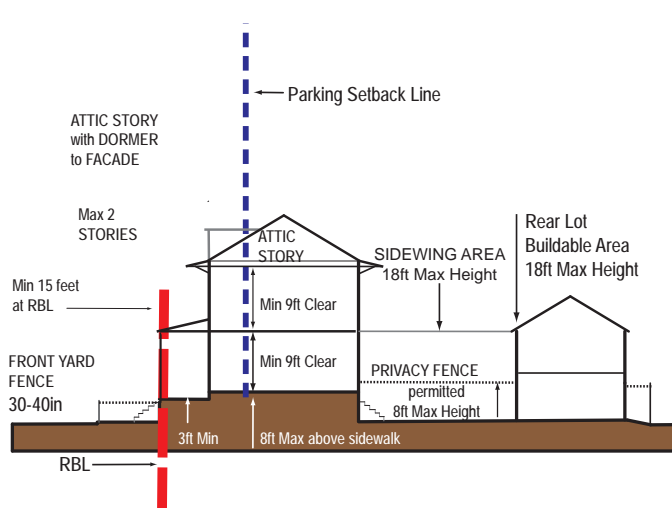 Parking Setback Line
ATTIC STORY
with DORMER
to FACADE
Max 2
STORIES
ATTIC
STORY
SIDEWING AREA
18ft Max Height
Rear Lot
Buildable Area
18ft Max Height
Min 15 feet
at RBL
Min 9ft Clear
Min 9ft Clear
FRONT YARD
FENCE
30-40in
PRIVACY FENCE
permitted
8ft Max Height
3ft Min
8ft Max above sidewalk
RBL